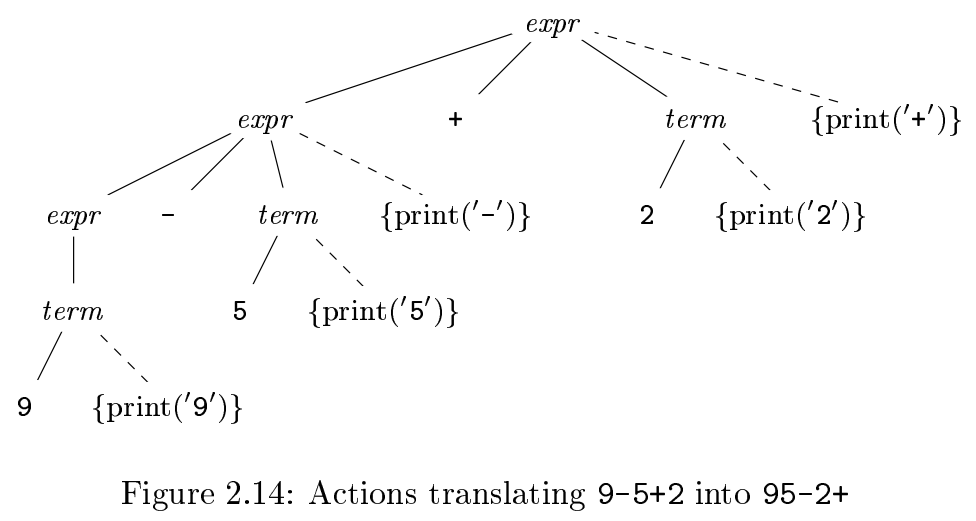 expr
expr + term {print('+')}
expr - term {print('-')} 2 {print('2')}
term 5 {print('5')}
9 {print('9')}
Figure 2.14: Actions translating 9-5+2 into 95-2+